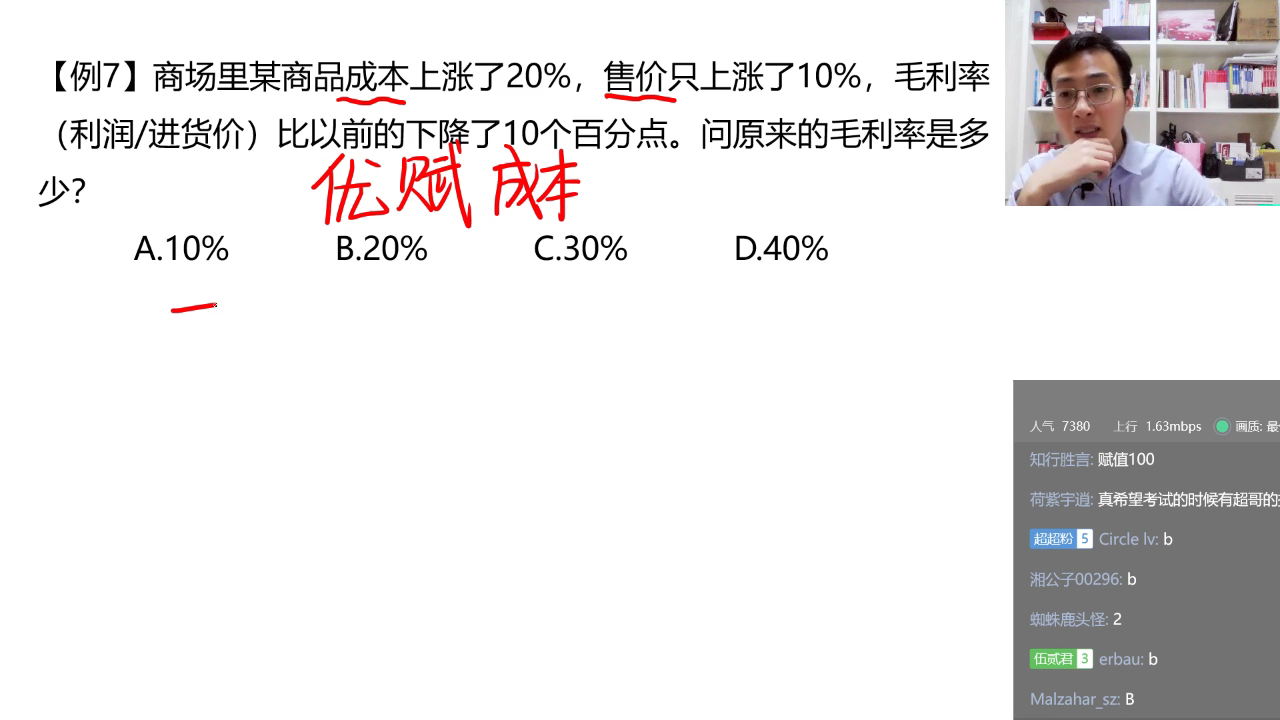 【例7】商场里某商品成本上涨了20%，售价只上涨了10%，毛利率
（利润/进货价）比以前的下降了10个百分点。问原来的毛利率是多
少？
优赋成本
A.10% B.20% C.30% D.40%
人气 7380 上行 1.63mbps 画质: 最
知行胜言: 赋值100
荷紫宇逍: 真希望考试的时候有超哥的
超超粉 5 Circle lv: b
湘公子00296: b
蜘蛛鹿头怪: 2
伍贰君 3 erbau: b
Malzahar_sz: B